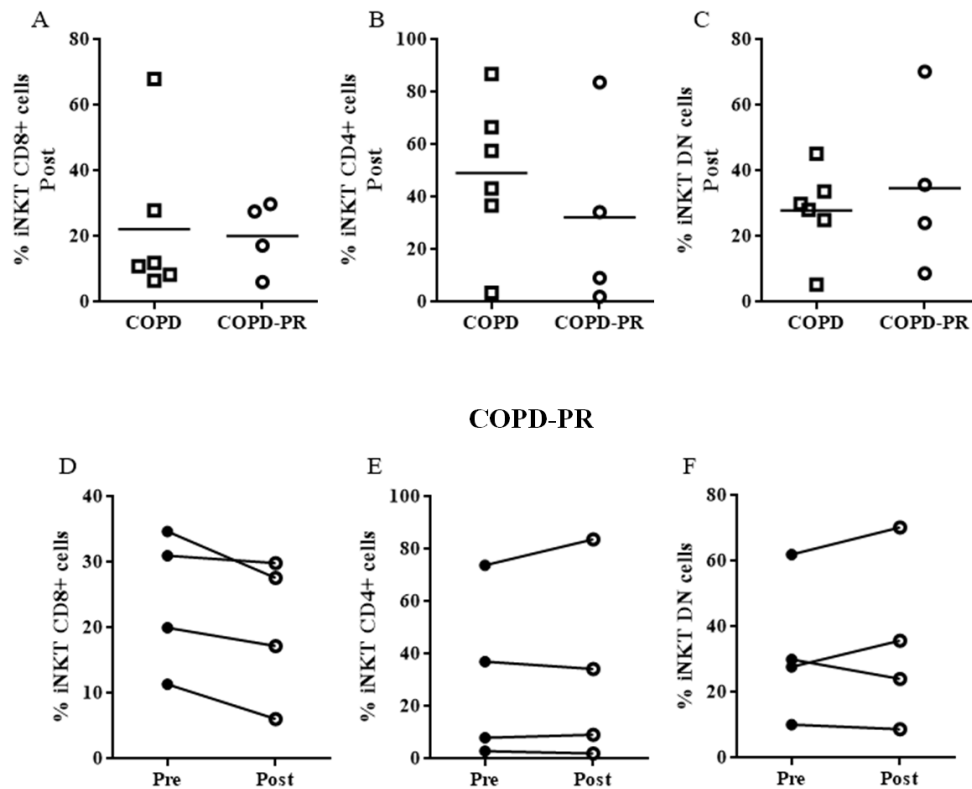 A
% iNKT CD8+ cells
Post
80
60
40
20
0
COPD
COPD-PR
B
% iNKT CD4+ cells
Post
100
80
60
40
20
0
COPD
COPD-PR
C
% iNKT DN cells
Post
80
60
40
20
0
COPD
COPD-PR
COPD-PR
D
% iNKT CD8+ cells
40
30
20
10
0
Pre
Post
E
% iNKT CD4+ cells
100
80
60
40
20
0
Pre
Post
F
% iNKT DN cells
80
60
40
20
0
Pre
Post